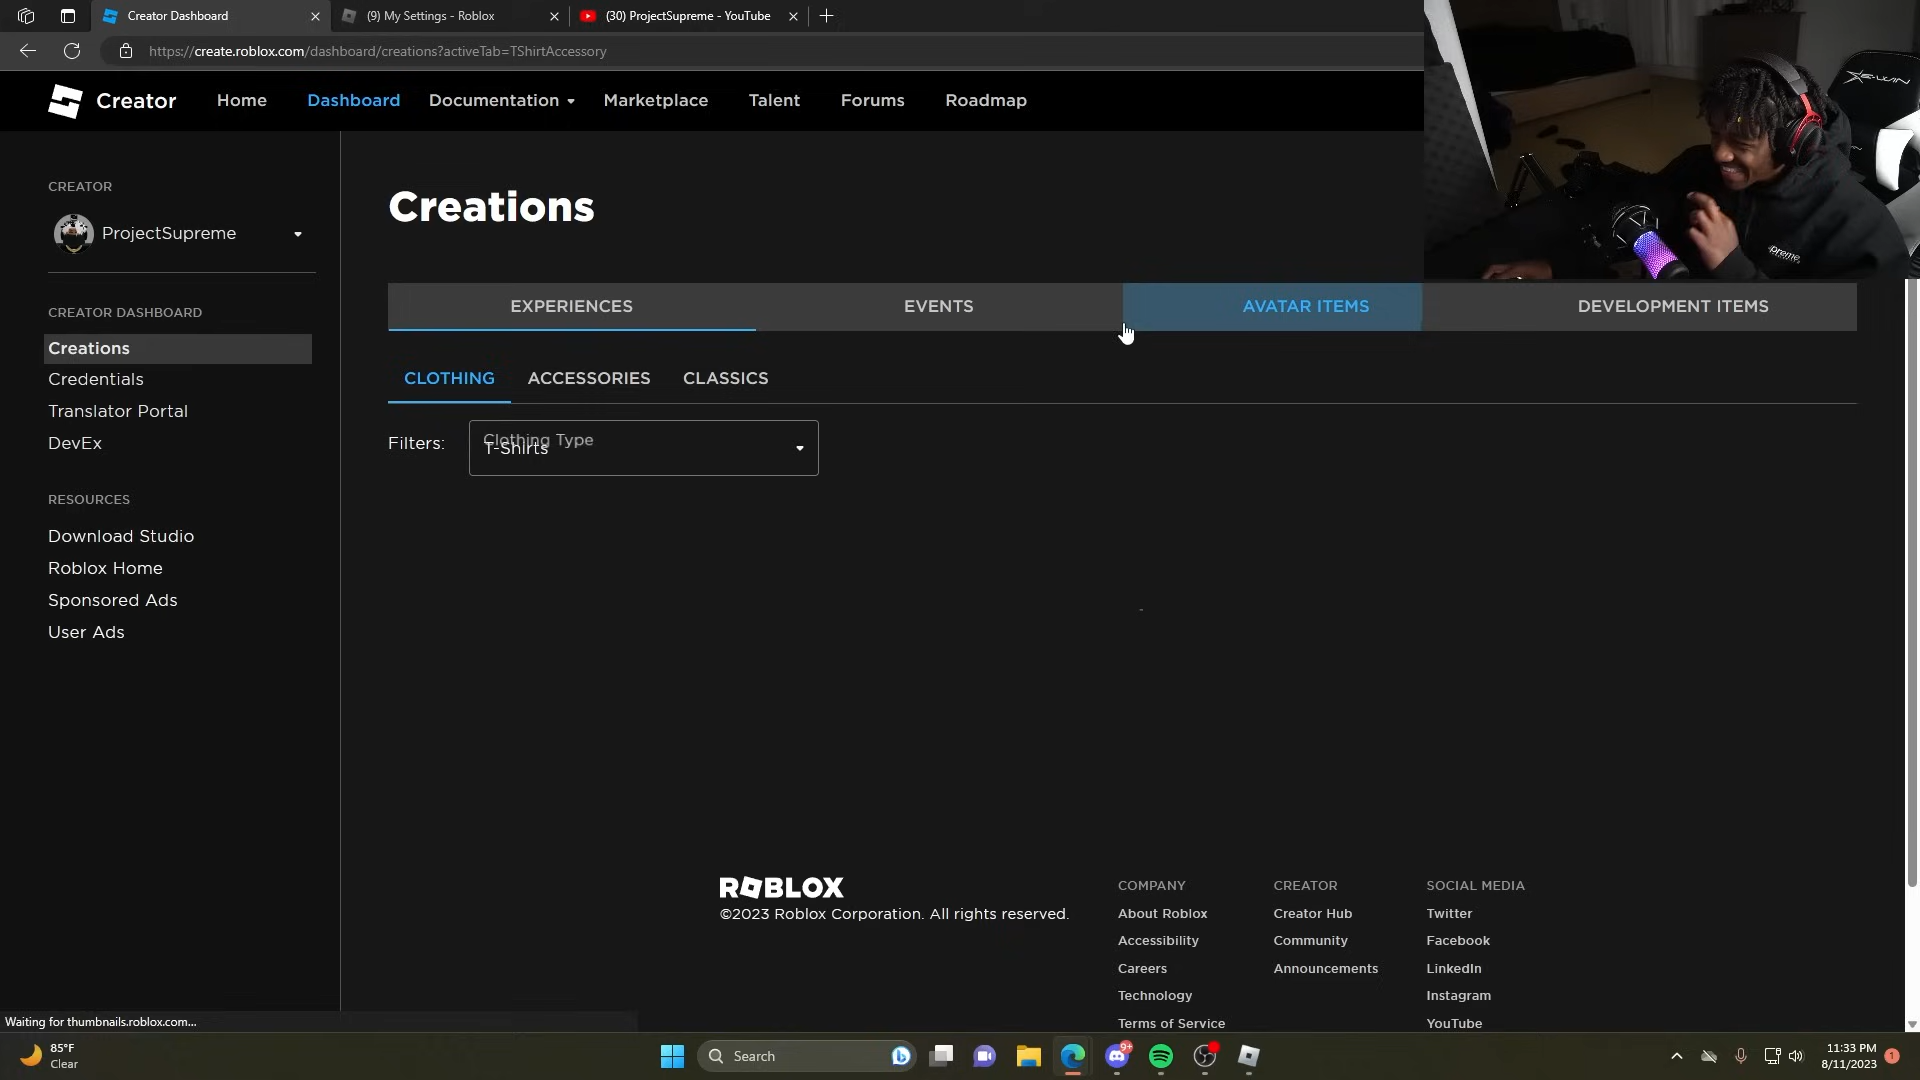 Creator Dashboard
(9) My Settings - Roblox
(30) ProjectSupreme - YouTube
https://create.roblox.com/dashboard/creations?activeTab=TShirtAccessory
Creator
Home
Dashboard
Documentation
Marketplace
Talent
Forums
Roadmap
CREATOR
ProjectSupreme
CREATOR DASHBOARD
Creations
Credentials
Translator Portal
DevEx
RESOURCES
Download Studio
Roblox Home
Sponsored Ads
User Ads
Creations
EXPERIENCES
EVENTS
AVATAR ITEMS
DEVELOPMENT ITEMS
CLOTHING
ACCESSORIES
CLASSICS
Filters:
Clothing Type
T-Shirts
ROBLOX
©2023 Roblox Corporation. All rights reserved.
COMPANY
About Roblox
Accessibility
Careers
Technology
Terms of Service
CREATOR
Creator Hub
Community
Announcements
SOCIAL MEDIA
Twitter
Facebook
LinkedIn
Instagram
YouTube
Waiting for thumbnails.roblox.com...
85°F
Clear
Search
9+
11:33 PM
8/11/2023
1